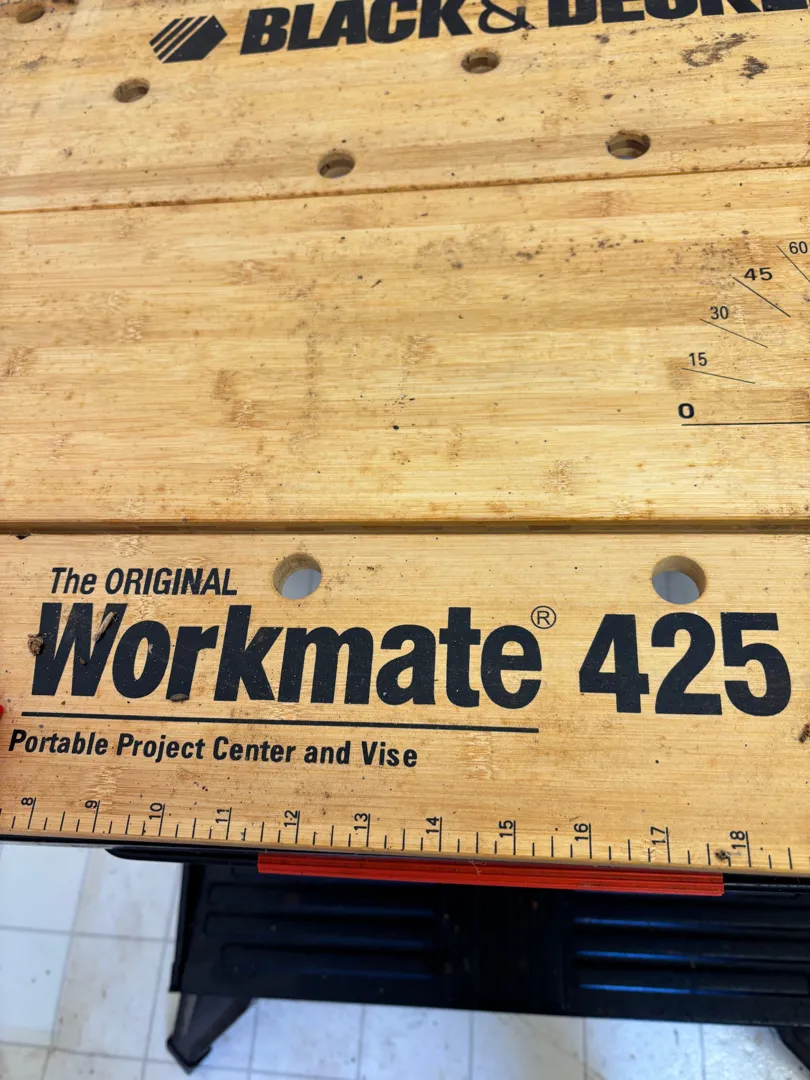 BLACK & DECKE
60
45
30
15
0
The ORIGINAL
Workmate® 425
Portable Project Center and Vise
8 9 10 11 12 13 14 15 16 17 18